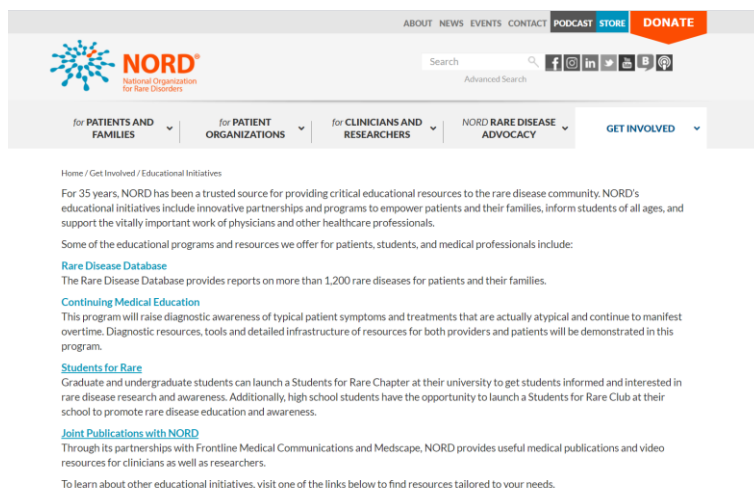 ABOUT NEWS EVENTS CONTACT PODCAST STORE DONATE
NORD®
National Organization
for Rare Disorders
Search
Advanced Search
for PATIENTS AND
FAMILIES
for PATIENT
ORGANIZATIONS
for CLINICIANS AND
RESEARCHERS
NORD RARE DISEASE
ADVOCACY
GET INVOLVED
Home / Get Involved / Educational Initiatives
For 35 years, NORD has been a trusted source for providing critical educational resources to the rare disease community. NORD's
educational initiatives include innovative partnerships and programs to empower patients and their families, inform students of all ages, and
support the vitally important work of physicians and other healthcare professionals.
Some of the educational programs and resources we offer for patients, students, and medical professionals include:
Rare Disease Database
The Rare Disease Database provides reports on more than 1,200 rare diseases for patients and their families.
Continuing Medical Education
This program will raise diagnostic awareness of typical patient symptoms and treatments that are actually atypical and continue to manifest
overtime. Diagnostic resources, tools and detailed infrastructure of resources for both providers and patients will be demonstrated in this
program.
Students for Rare
Graduate and undergraduate students can launch a Students for Rare Chapter at their university to get students informed and interested in
rare disease research and awareness. Additionally, high school students have the opportunity to launch a Students for Rare Club at their
school to promote rare disease education and awareness.
Joint Publications with NORD
Through its partnerships with Frontline Medical Communications and Medscape, NORD provides useful medical publications and video
resources for clinicians as well as researchers.
To learn about other educational initiatives, visit one of the links below to find resources tailored to your needs.